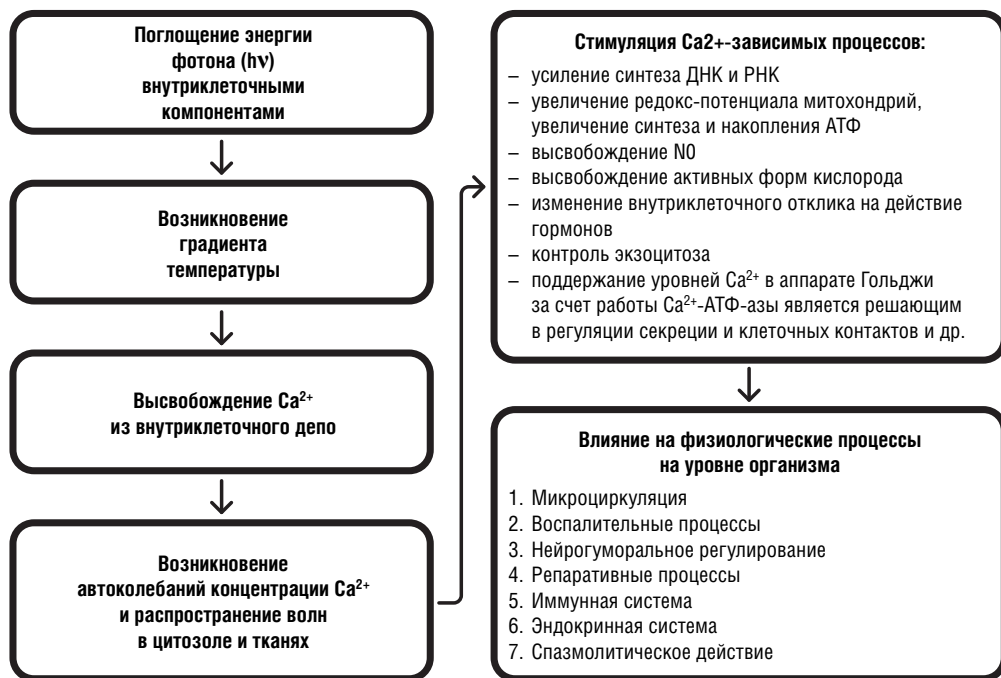 Поглощение энергии
фотона (hν)
внутриклеточными
компонентами
Возникновение
градиента
температуры
Высвобождение Ca²⁺
из внутриклеточного депо
Возникновение
автоколебаний концентрации Ca²⁺
и распространение волн
в цитозоле и тканях
Стимуляция Ca2+-зависимых процессов:
– усиление синтеза ДНК и РНК
– увеличение редокс-потенциала митохондрий,
увеличение синтеза и накопления АТФ
– высвобождение N0
– высвобождение активных форм кислорода
– изменение внутриклеточного отклика на действие
гормонов
– контроль экзоцитоза
– поддержание уровней Ca²⁺ в аппарате Гольджи
за счет работы Ca²⁺-АТФ-азы является решающим
в регуляции секреции и клеточных контактов и др.
Влияние на физиологические процессы
на уровне организма
1. Микроциркуляция
2. Воспалительные процессы
3. Нейрогуморальное регулирование
4. Репаративные процессы
5. Иммунная система
6. Эндокринная система
7. Спазмолитическое действие